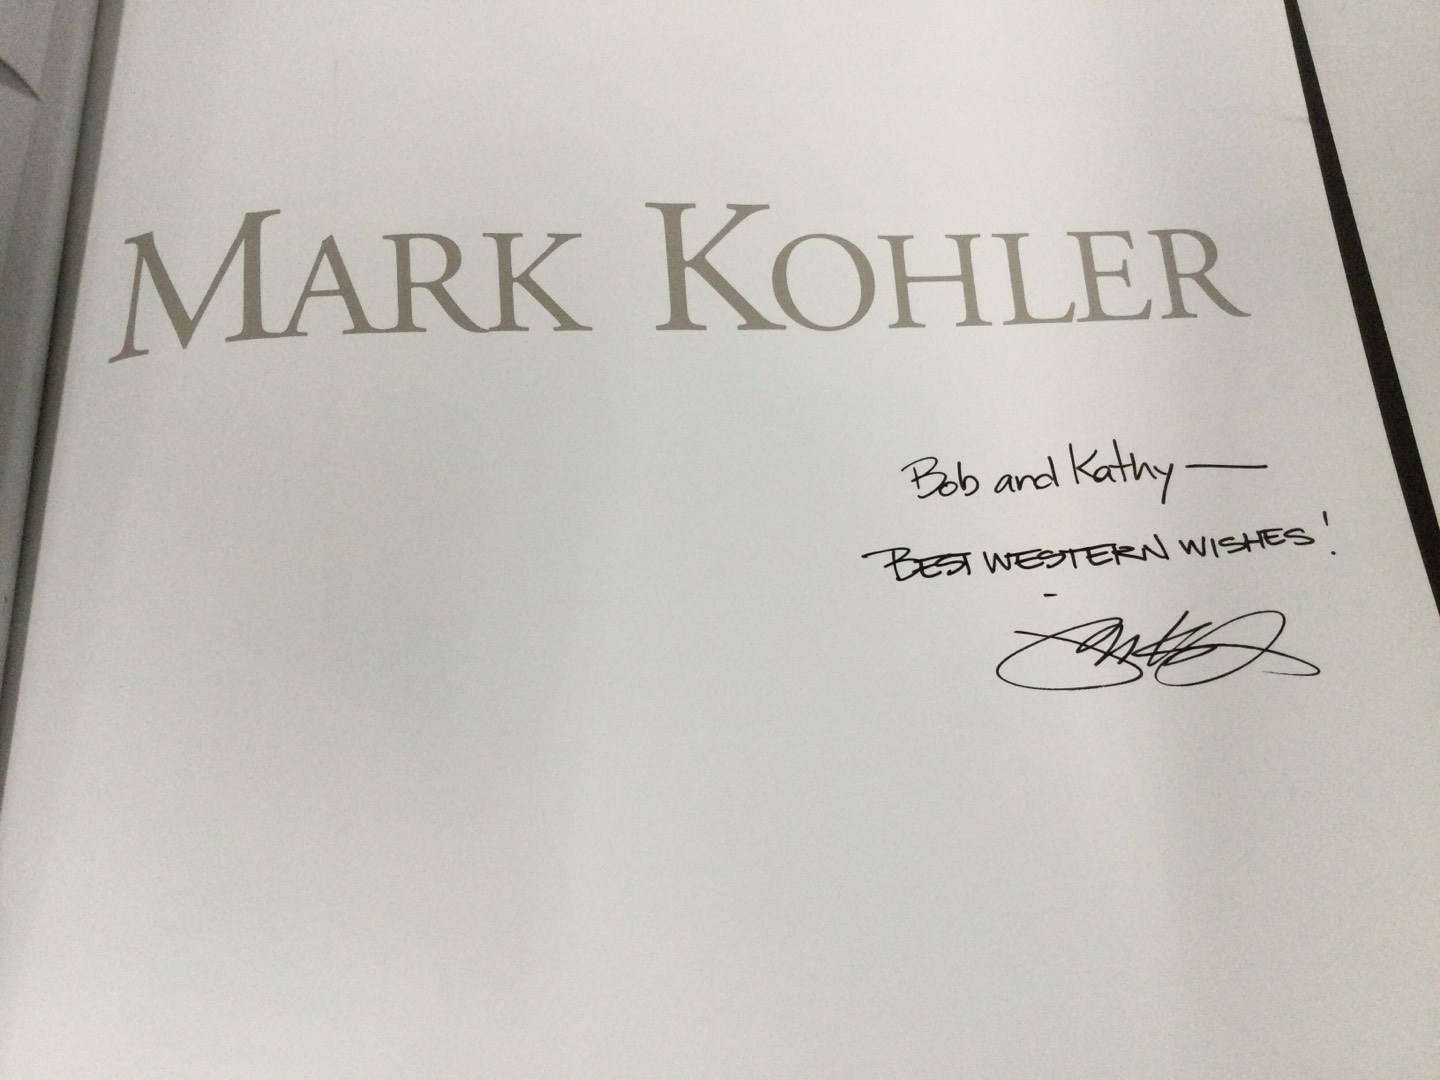 MARK KOHLER
Bob and Kathy —
BEST WESTERN WISHES!